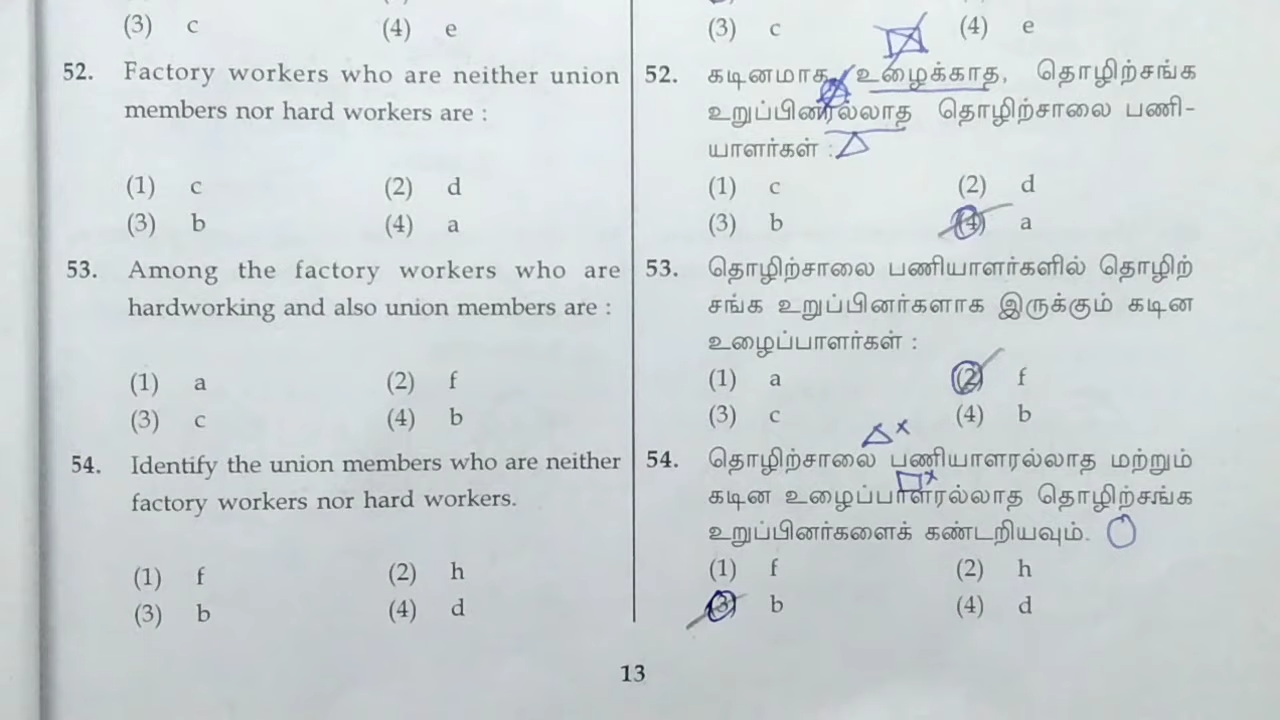 (3) c (4) e
52. Factory workers who are neither union
members nor hard workers are :
(1) c (2) d
(3) b (4) a
53. Among the factory workers who are
hardworking and also union members are :
(1) a (2) f
(3) c (4) b
54. Identify the union members who are neither
factory workers nor hard workers.
(1) f (2) h
(3) b (4) d
(3) c (4) e
52. கடினமாக உழைக்காத, தொழிற்சங்க
உறுப்பினரல்லாத தொழிற்சாலை பணி-
யாளர்கள் :
(1) c (2) d
(3) b (4) a
53. தொழிற்சாலை பணியாளர்களில் தொழிற்
சங்க உறுப்பினர்களாக இருக்கும் கடின
உழைப்பாளர்கள் :
(1) a (2) f
(3) c (4) b
54. தொழிற்சாலை பணியாளரல்லாத மற்றும்
கடின உழைப்பாளரல்லாத தொழிற்சங்க
உறுப்பினர்களைக் கண்டறியவும்.
(1) f (2) h
(3) b (4) d
13